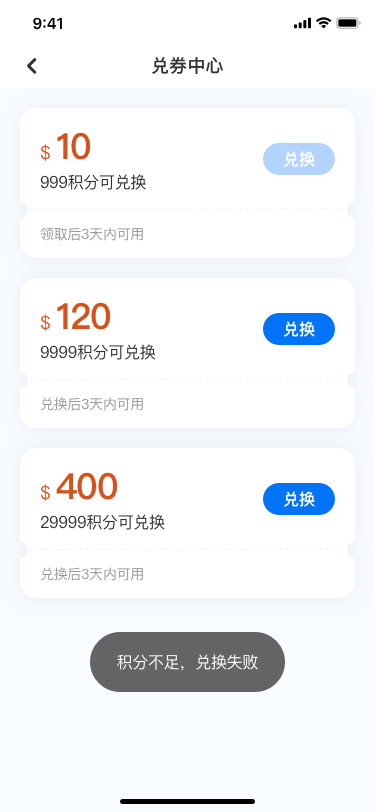 9:41
兑券中心
$ 10
999积分可兑换
兑换
领取后3天内可用
$ 120
9999积分可兑换
兑换
兑换后3天内可用
$ 400
29999积分可兑换
兑换
兑换后3天内可用
积分不足，兑换失败